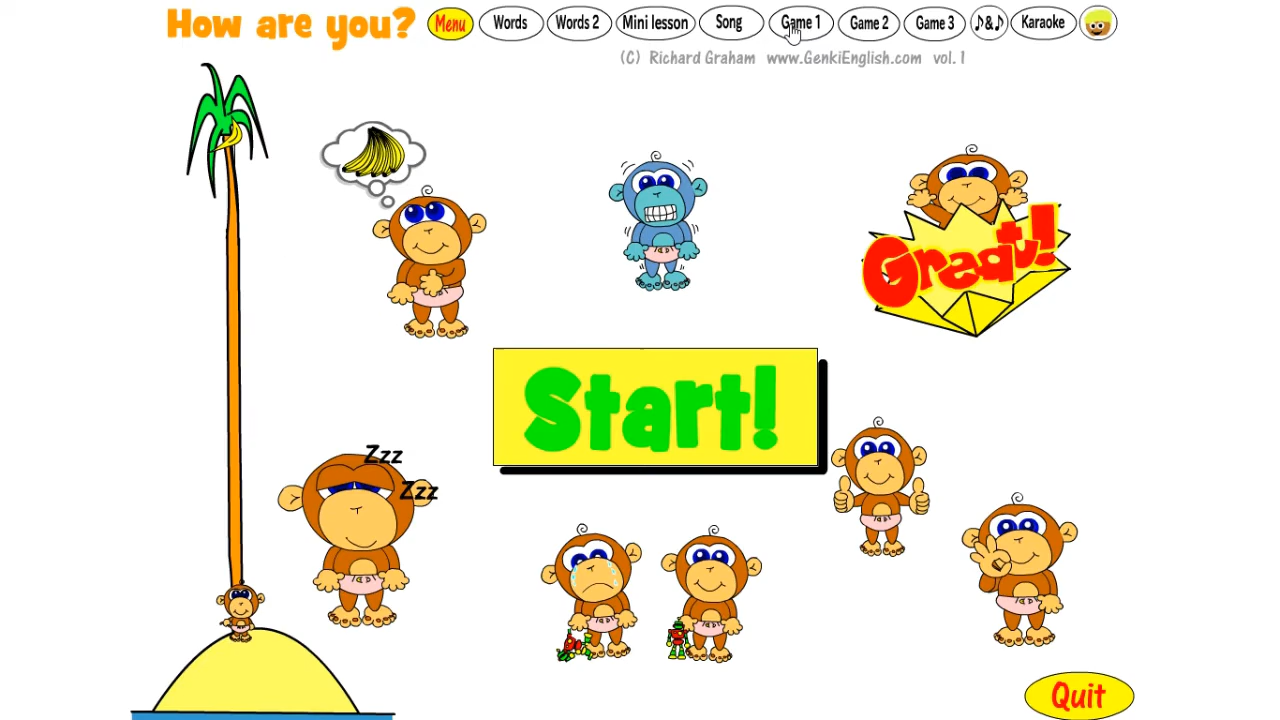 How are you? Menu Words Words 2 Mini lesson Song Game 1 Game 2 Game 3 ♪&♪ Karaoke
(C) Richard Graham www.GenkiEnglish.com vol. 1
Great!
Start!
Zzz
Zzz
Quit